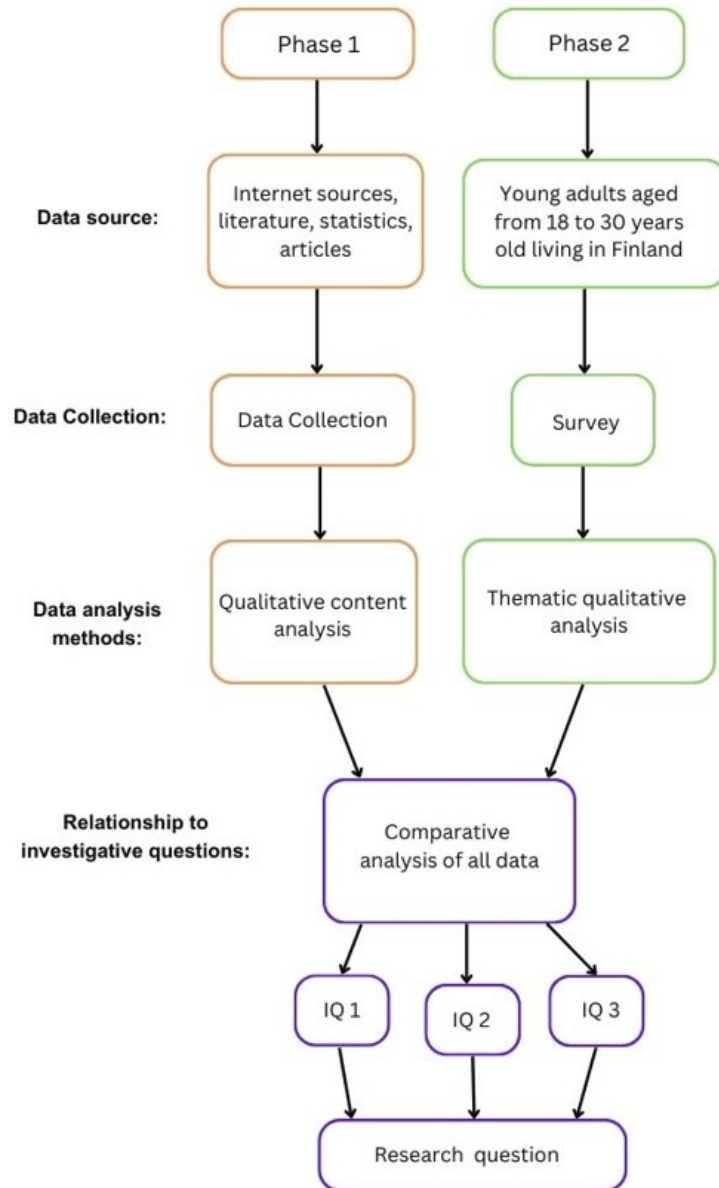 Phase 1
Phase 2
Data source:
Internet sources,
literature, statistics,
articles
Young adults aged
from 18 to 30 years
old living in Finland
Data Collection:
Data Collection
Survey
Data analysis
methods:
Qualitative content
analysis
Thematic qualitative
analysis
Relationship to
investigative questions:
Comparative
analysis of all data
IQ 1
IQ 2
IQ 3
Research question